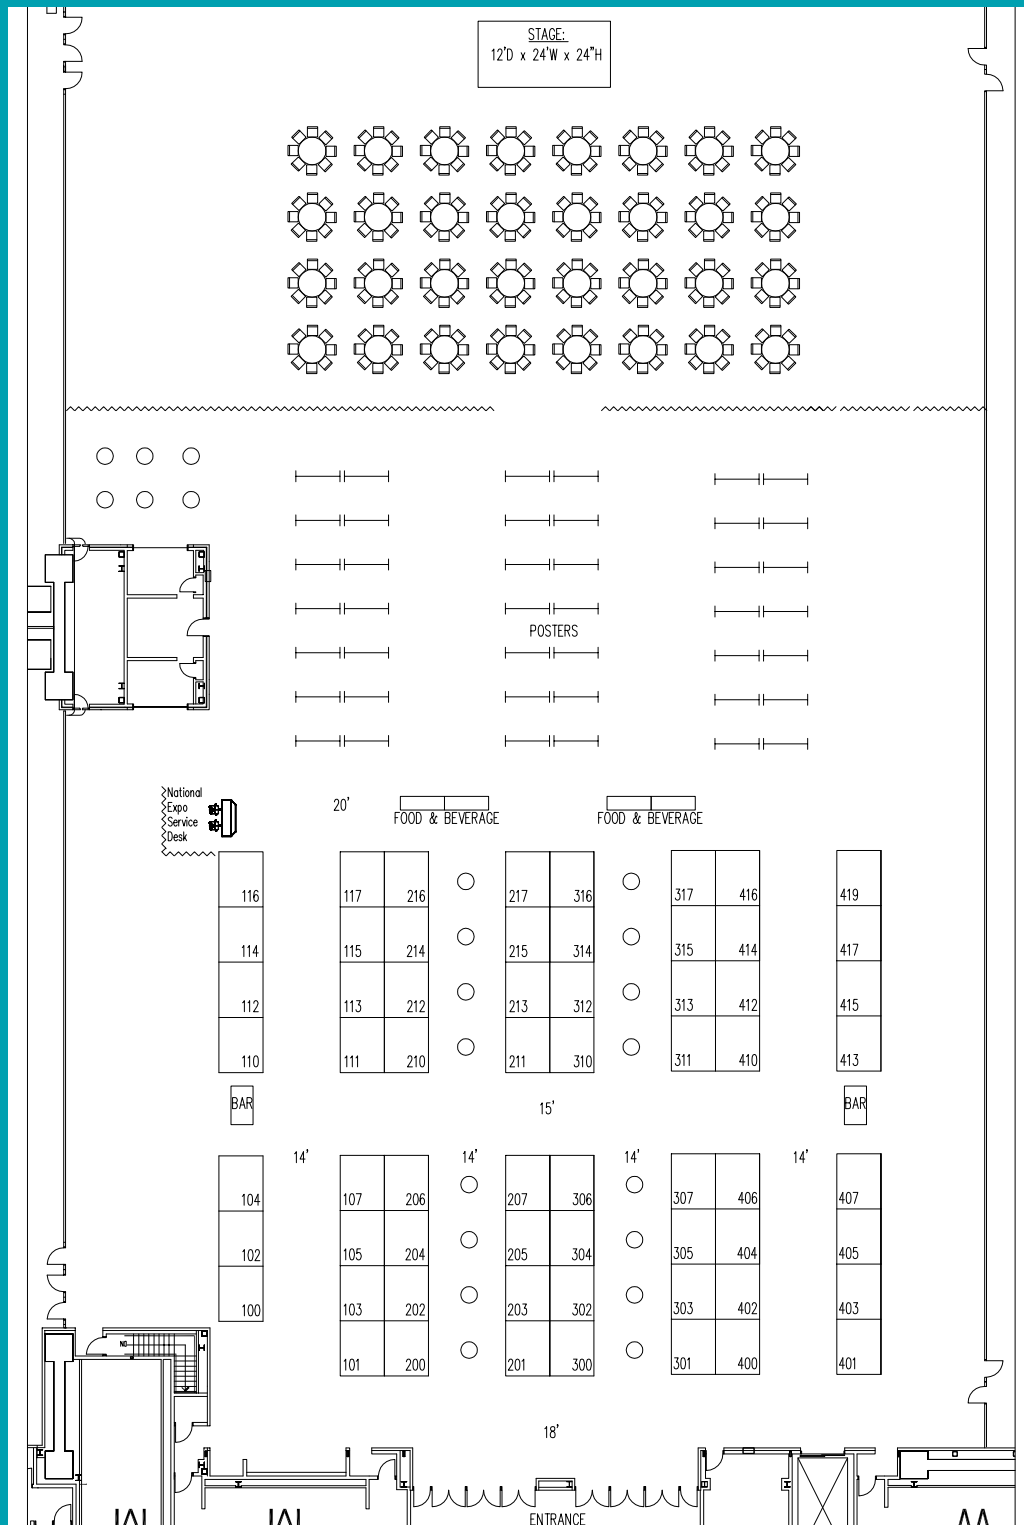 STAGE:
12'D x 24'W x 24"H
POSTERS
National
Expo
Service
Desk
20'
FOOD & BEVERAGE
FOOD & BEVERAGE
116 117 216 217 316 317 416 419
114 115 214 215 314 315 414 417
112 113 212 213 312 313 412 415
110 111 210 211 310 311 410 413
BAR 15' BAR
14' 14' 14' 14'
104 107 206 207 306 307 406 407
102 105 204 205 304 305 404 405
100 103 202 203 302 303 402 403
101 200 201 300 301 400 401
18'
ENTRANCE